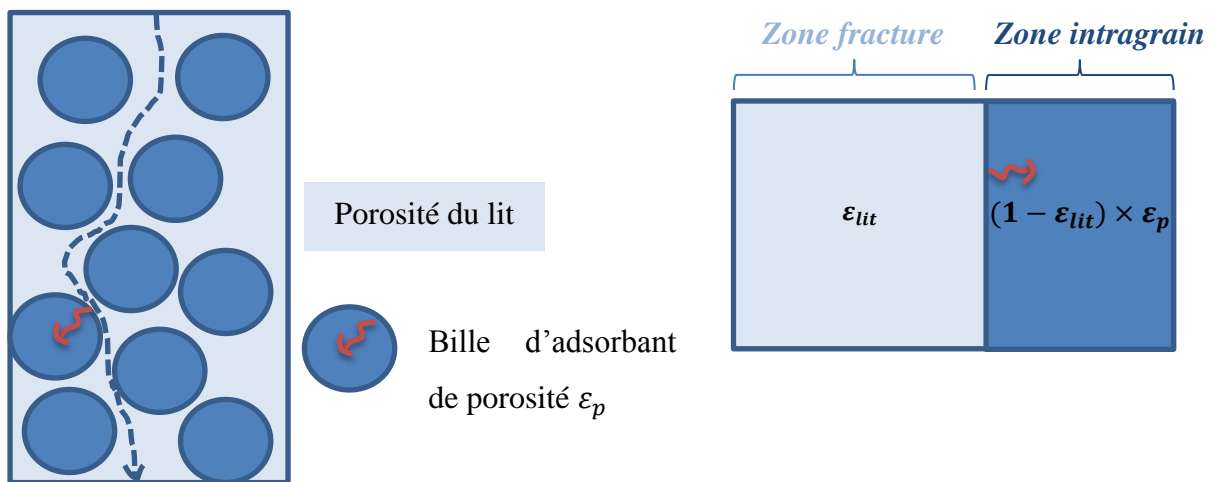 Zone fracture Zone intragrain
Porosité du lit
ε_lit
(1 − ε_lit) × ε_p
Bille d'adsorbant
de porosité ε_p